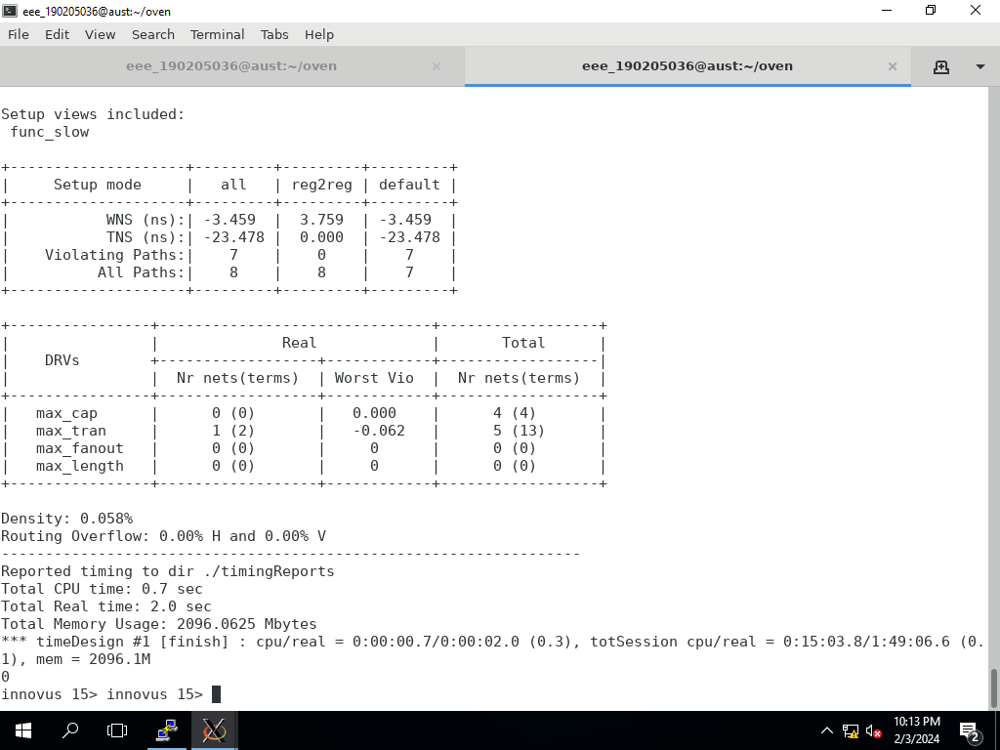 eee_190205036@aust:~/oven
File Edit View Search Terminal Tabs Help
eee_190205036@aust:~/oven × eee_190205036@aust:~/oven ×
Setup views included:
 func_slow
+--------------------+---------+---------+---------+
|     Setup mode     |   all   | reg2reg | default |
+--------------------+---------+---------+---------+
|           WNS (ns):| -3.459  |  3.759  | -3.459  |
|           TNS (ns):| -23.478 |  0.000  | -23.478 |
|    Violating Paths:|    7    |    0    |    7    |
|          All Paths:|    8    |    8    |    7    |
+--------------------+---------+---------+---------+
+----------------+-------------------------------+------------------+
|                |              Real             |       Total      |
|    DRVs        +------------------+------------+------------------|
|                |  Nr nets(terms)  | Worst Vio  |  Nr nets(terms)  |
+----------------+------------------+------------+------------------+
|   max_cap      |      0 (0)       |   0.000    |      4 (4)       |
|   max_tran     |      1 (2)       |   -0.062   |      5 (13)      |
|   max_fanout   |      0 (0)       |     0      |      0 (0)       |
|   max_length   |      0 (0)       |     0      |      0 (0)       |
+----------------+------------------+------------+------------------+
Density: 0.058%
Routing Overflow: 0.00% H and 0.00% V
------------------------------------------------------------------
Reported timing to dir ./timingReports
Total CPU time: 0.7 sec
Total Real time: 2.0 sec
Total Memory Usage: 2096.0625 Mbytes
*** timeDesign #1 [finish] : cpu/real = 0:00:00.7/0:00:02.0 (0.3), totSession cpu/real = 0:15:03.8/1:49:06.6 (0.
1), mem = 2096.1M
0
innovus 15> innovus 15>
10:13 PM
2/3/2024
2